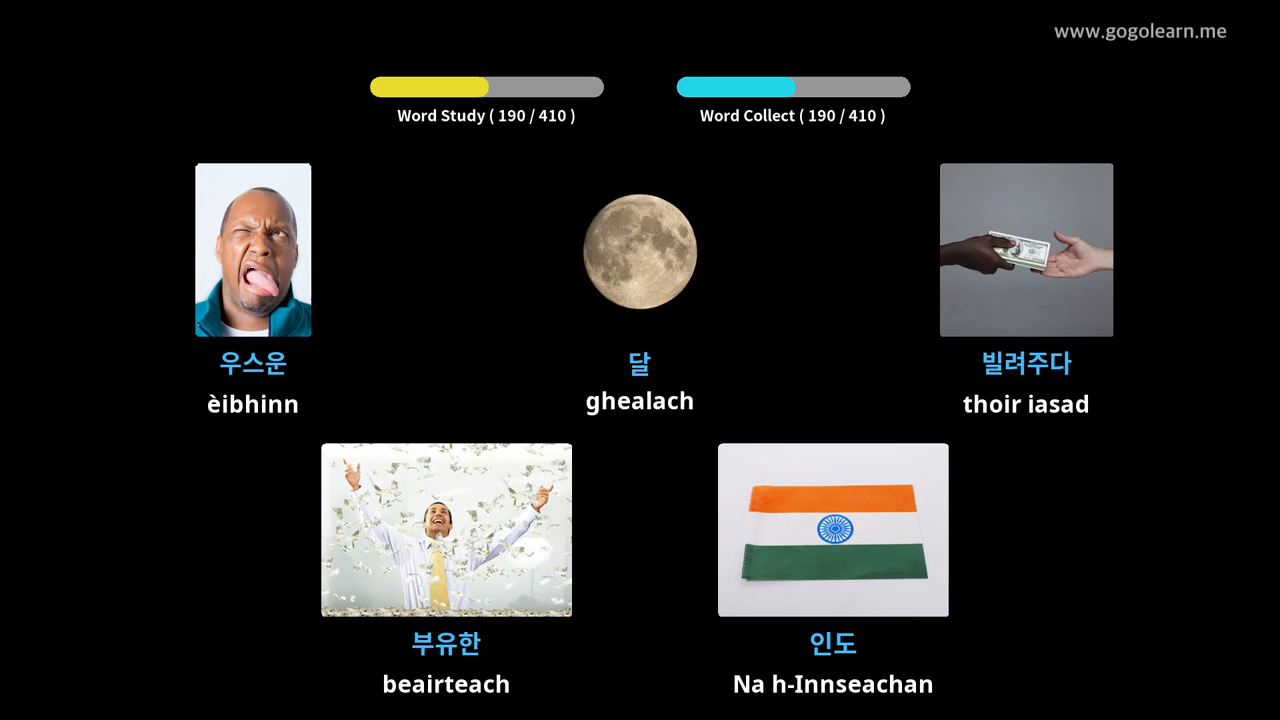 www.gogolearn.me
Word Study ( 190 / 410 )
Word Collect ( 190 / 410 )
우스운
èibhinn
달
ghealach
빌려주다
thoir iasad
부유한
beairteach
인도
Na h-Innseachan